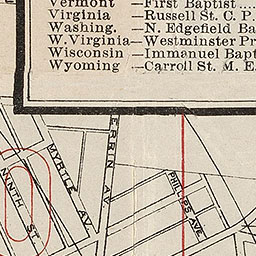 Vermont —First Baptist....
Virginia —Russell St. C. P.
Washing. —N. Edgefield Ba
W. Virginia—Westminster Pr
Wisconsin —Immanuel Bapt
Wyoming —Carroll St. M. E.
MYRTLE AV.
ERRIN AV
PHILLIPS AVE
NINTH ST